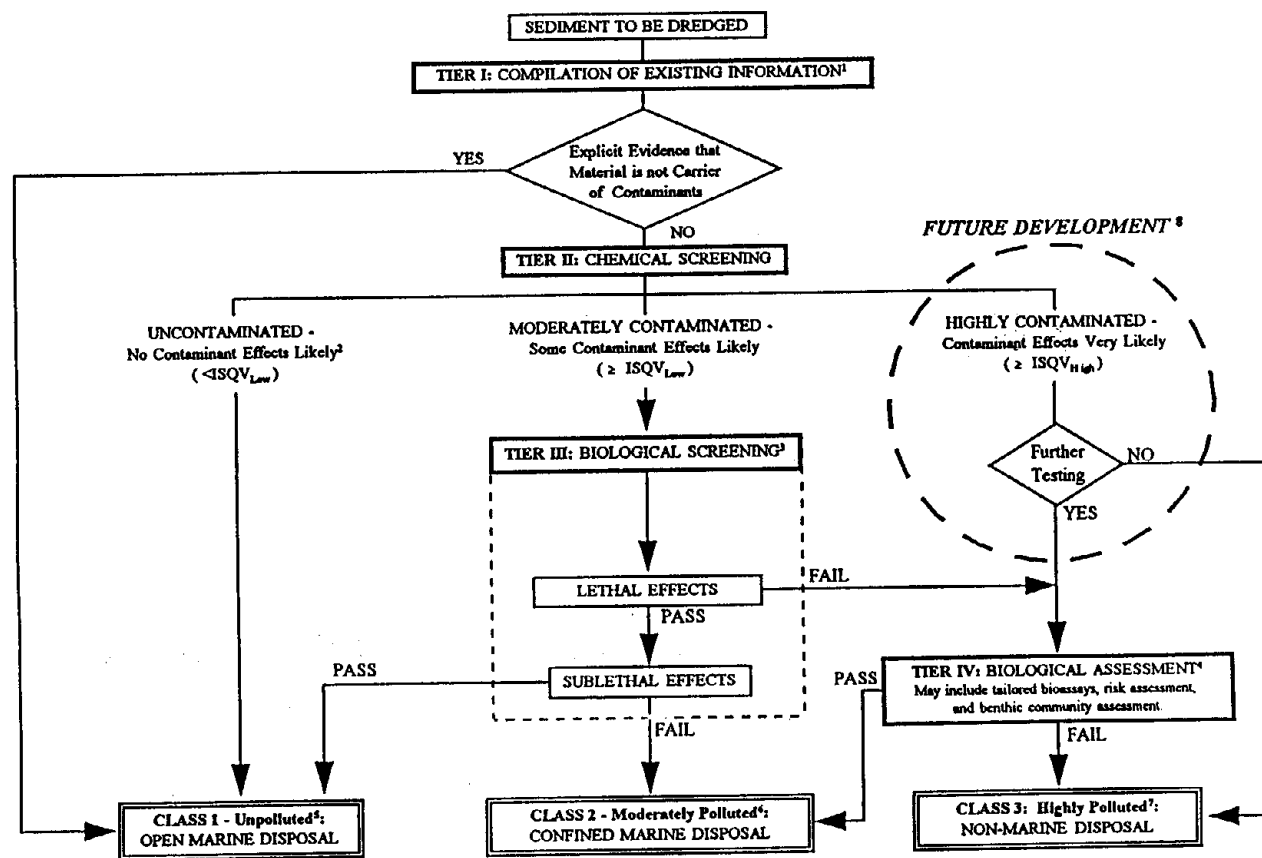 SEDIMENT TO BE DREDGED
TIER I: COMPILATION OF EXISTING INFORMATION¹
YES
Explicit Evidence that
Material is not Carrier
of Contaminants
NO
FUTURE DEVELOPMENT ⁸
TIER II: CHEMICAL SCREENING
UNCONTAMINATED -
No Contaminant Effects Likely²
(<ISQV_Low)
MODERATELY CONTAMINATED -
Some Contaminant Effects Likely
(≥ ISQV_Low)
HIGHLY CONTAMINATED -
Contaminant Effects Very Likely
(≥ ISQV_High)
TIER III: BIOLOGICAL SCREENING³
Further
Testing
NO
YES
LETHAL EFFECTS
FAIL
PASS
SUBLETHAL EFFECTS
PASS
FAIL
TIER IV: BIOLOGICAL ASSESSMENT⁴
May include tailored bioassays, risk assessment,
and benthic community assessment.
PASS
FAIL
CLASS 1 - Unpolluted⁵:
OPEN MARINE DISPOSAL
CLASS 2 - Moderately Polluted⁶:
CONFINED MARINE DISPOSAL
CLASS 3: Highly Polluted⁷:
NON-MARINE DISPOSAL